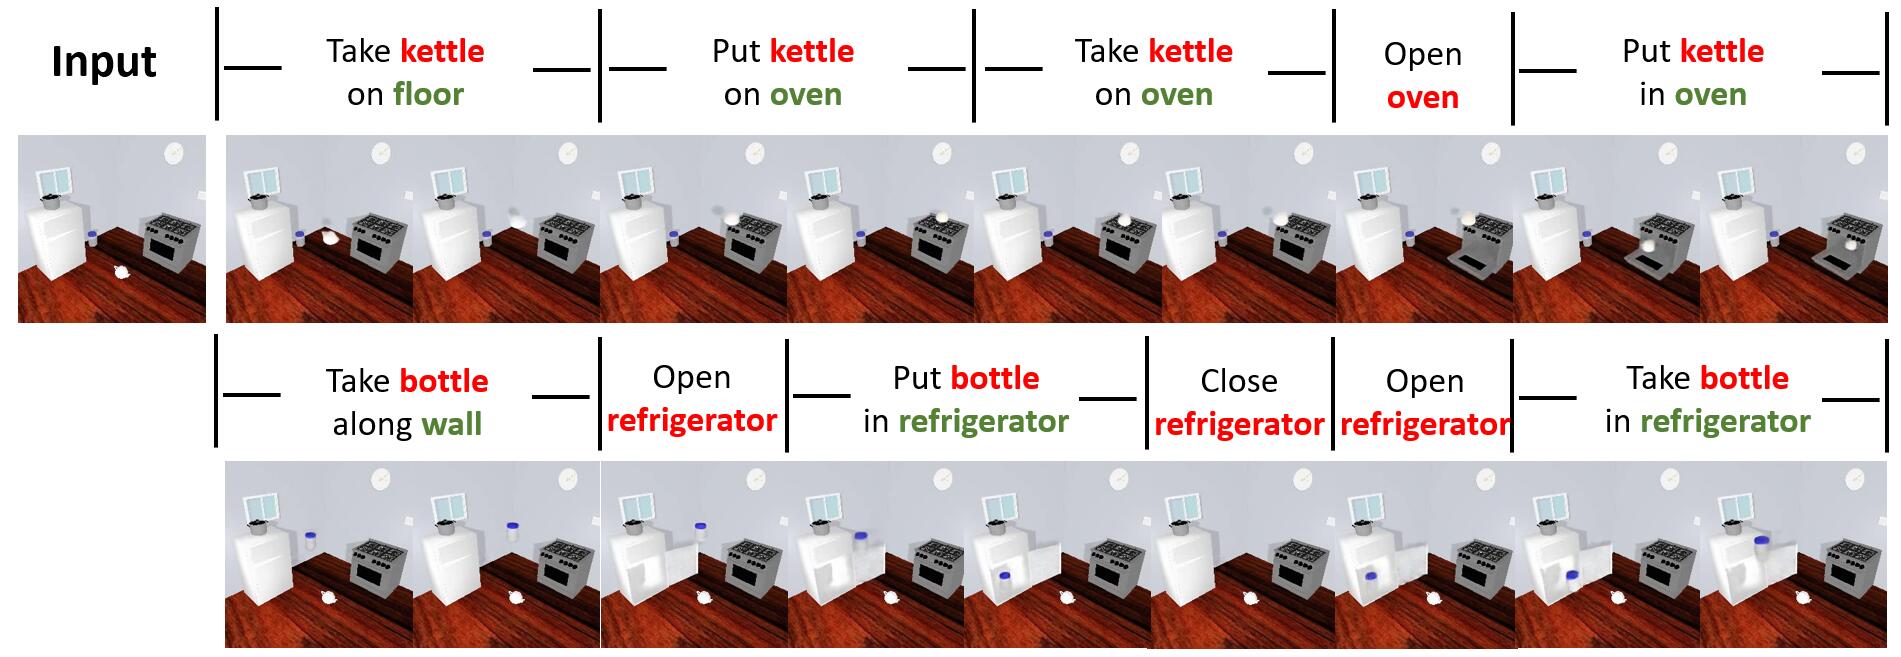 Input
Take kettle
on floor
Put kettle
on oven
Take kettle
on oven
Open
oven
Put kettle
in oven
Take bottle
along wall
Open
refrigerator
Put bottle
in refrigerator
Close
refrigerator
Open
refrigerator
Take bottle
in refrigerator